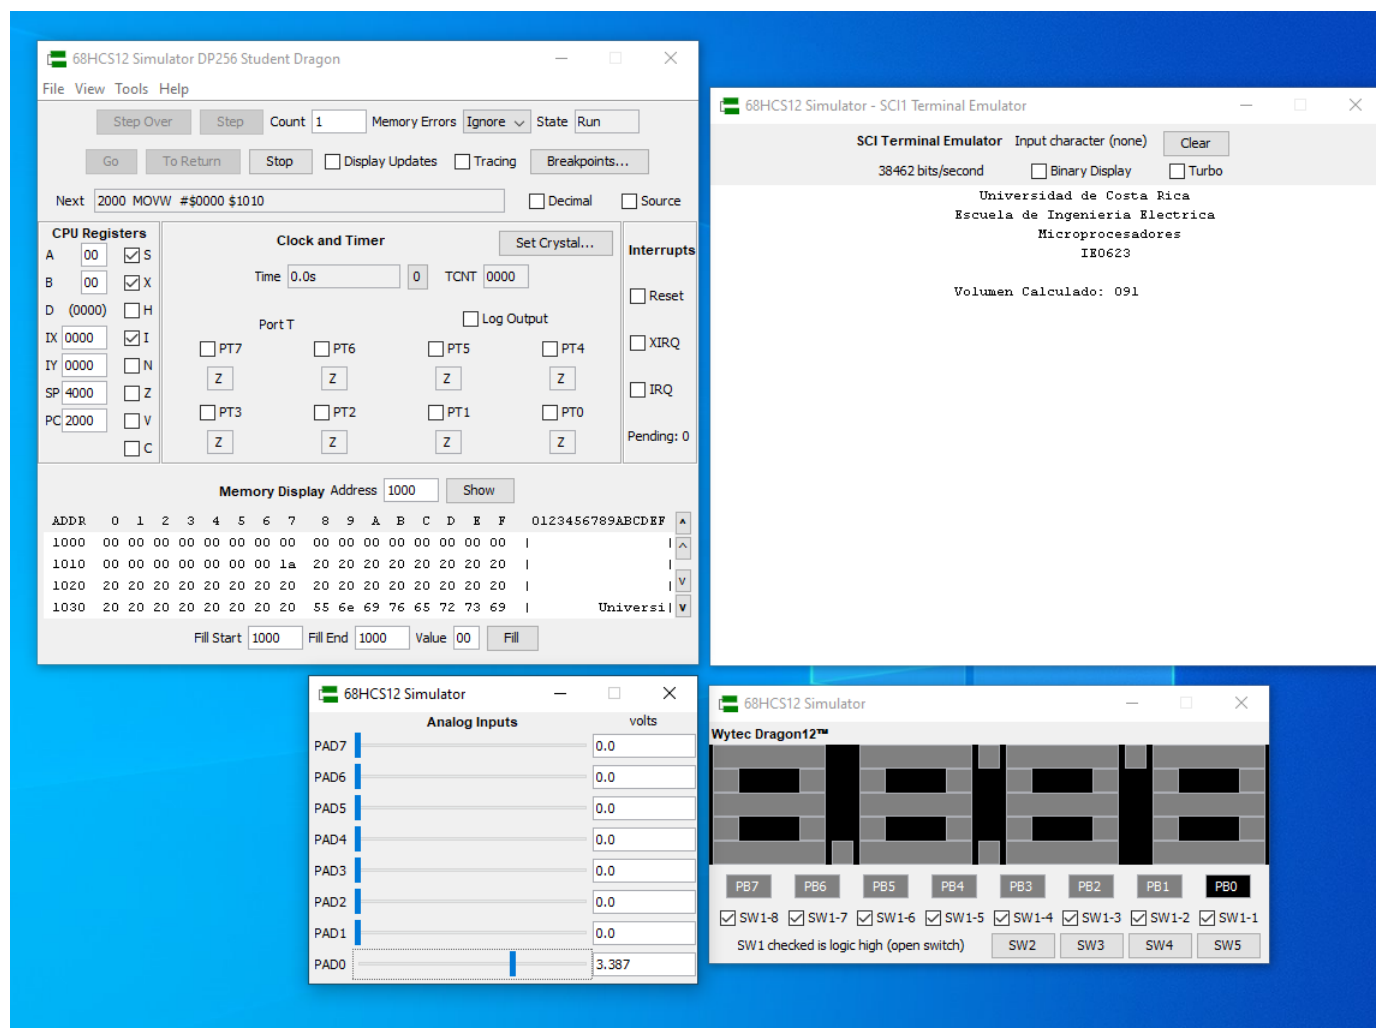 68HCS12 Simulator DP256 Student Dragon
File View Tools Help
Step Over Step Count 1 Memory Errors Ignore State Run
Go To Return Stop Display Updates Tracing Breakpoints...
Next 2000 MOVW #$0000 $1010 Decimal Source
CPU Registers
A 00 S
B 00 X
D (0000) H
IX 0000 I
IY 0000 N
SP 4000 Z
PC 2000 V
C
Clock and Timer Set Crystal...
Time 0.0s 0 TCNT 0000
Port T Log Output
PT7 PT6 PT5 PT4
Z Z Z Z
PT3 PT2 PT1 PT0
Z Z Z Z
Interrupts
Reset
XIRQ
IRQ
Pending: 0
Memory Display Address 1000 Show
ADDR 0 1 2 3 4 5 6 7 8 9 A B C D E F 0123456789ABCDEF
1000 00 00 00 00 00 00 00 00 00 00 00 00 00 00 00 00 | |
1010 00 00 00 00 00 00 00 1a 20 20 20 20 20 20 20 20 | |
1020 20 20 20 20 20 20 20 20 20 20 20 20 20 20 20 20 | |
1030 20 20 20 20 20 20 20 20 55 6e 69 76 65 72 73 69 | Universi|
Fill Start 1000 Fill End 1000 Value 00 Fill
68HCS12 Simulator - SCI1 Terminal Emulator
SCI Terminal Emulator Input character (none) Clear
38462 bits/second Binary Display Turbo
Universidad de Costa Rica
Escuela de Ingenieria Electrica
Microprocesadores
IE0623
Volumen Calculado: 091
68HCS12 Simulator
Analog Inputs volts
PAD7 0.0
PAD6 0.0
PAD5 0.0
PAD4 0.0
PAD3 0.0
PAD2 0.0
PAD1 0.0
PAD0 3.387
68HCS12 Simulator
Wytec Dragon12™
PB7 PB6 PB5 PB4 PB3 PB2 PB1 PB0
SW1-8 SW1-7 SW1-6 SW1-5 SW1-4 SW1-3 SW1-2 SW1-1
SW1 checked is logic high (open switch) SW2 SW3 SW4 SW5